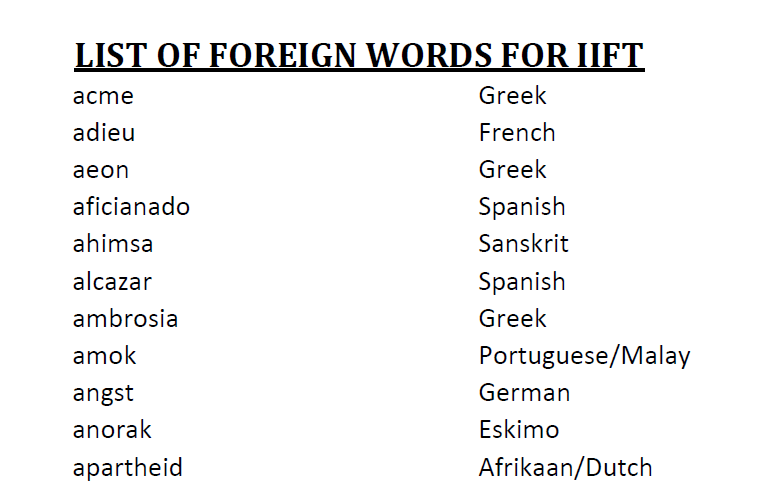 LIST OF FOREIGN WORDS FOR IIFT
acme Greek
adieu French
aeon Greek
aficianado Spanish
ahimsa Sanskrit
alcazar Spanish
ambrosia Greek
amok Portuguese/Malay
angst German
anorak Eskimo
apartheid Afrikaan/Dutch